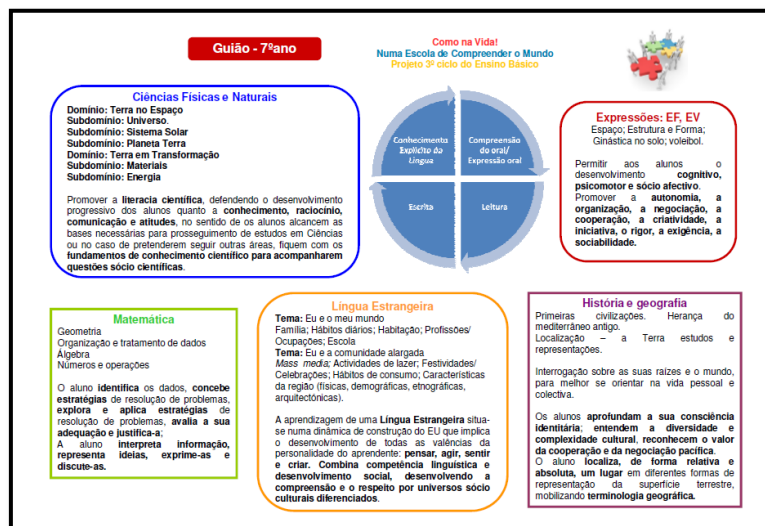 Guião - 7ºano
Como na Vida!
Numa Escola de Compreender o Mundo
Projeto 3º ciclo do Ensino Básico
Ciências Físicas e Naturais
Domínio: Terra no Espaço
Subdomínio: Universo.
Subdomínio: Sistema Solar
Subdomínio: Planeta Terra
Domínio: Terra em Transformação
Subdomínio: Materiais
Subdomínio: Energia
Promover a literacia científica, defendendo o desenvolvimento
progressivo dos alunos quanto a conhecimento, raciocínio,
comunicação e atitudes, no sentido de os alunos alcancem as
bases necessárias para prosseguimento de estudos em Ciências
ou no caso de pretenderem seguir outras áreas, fiquem com os
fundamentos de conhecimento científico para acompanharem
questões sócio científicas.
Conhecimento
Explícito da
Língua
Compreensão
do oral/
Expressão oral
Escrita
Leitura
Expressões: EF, EV
Espaço; Estrutura e Forma;
Ginástica no solo; voleibol.
Permitir aos alunos o
desenvolvimento cognitivo,
psicomotor e sócio afectivo.
Promover a autonomia, a
organização, a negociação, a
cooperação, a criatividade, a
iniciativa, o rigor, a exigência, a
sociabilidade.
Matemática
Geometria
Organização e tratamento de dados
Álgebra
Números e operações
O aluno identifica os dados, concebe
estratégias de resolução de problemas,
explora e aplica estratégias de
resolução de problemas, avalia a sua
adequação e justifica-a;
A aluno interpreta informação,
representa ideias, exprime-as e
discute-as.
Língua Estrangeira
Tema: Eu e o meu mundo
Família; Hábitos diários; Habitação; Profissões/
Ocupações; Escola
Tema: Eu e a comunidade alargada
Mass media; Actividades de lazer; Festividades/
Celebrações; Hábitos de consumo; Características
da região (físicas, demográficas, etnográficas,
arquitectónicas).
A aprendizagem de uma Língua Estrangeira situa-
se numa dinâmica de construção do EU que implica
o desenvolvimento de todas as valências da
personalidade do aprendente: pensar, agir, sentir
e criar. Combina competência linguística e
desenvolvimento social, desenvolvendo a
compreensão e o respeito por universos sócio
culturais diferenciados.
História e geografia
Primeiras civilizações. Herança do
mediterrâneo antigo.
Localização – a Terra estudos e
representações.
Interrogação sobre as suas raízes e o mundo,
para melhor se orientar na vida pessoal e
colectiva.
Os alunos aprofundam a sua consciência
identitária; entendem a diversidade e
complexidade cultural, reconhecem o valor
da cooperação e da negociação pacífica.
O aluno localiza, de forma relativa e
absoluta, um lugar em diferentes formas de
representação da superfície terrestre,
mobilizando terminologia geográfica.